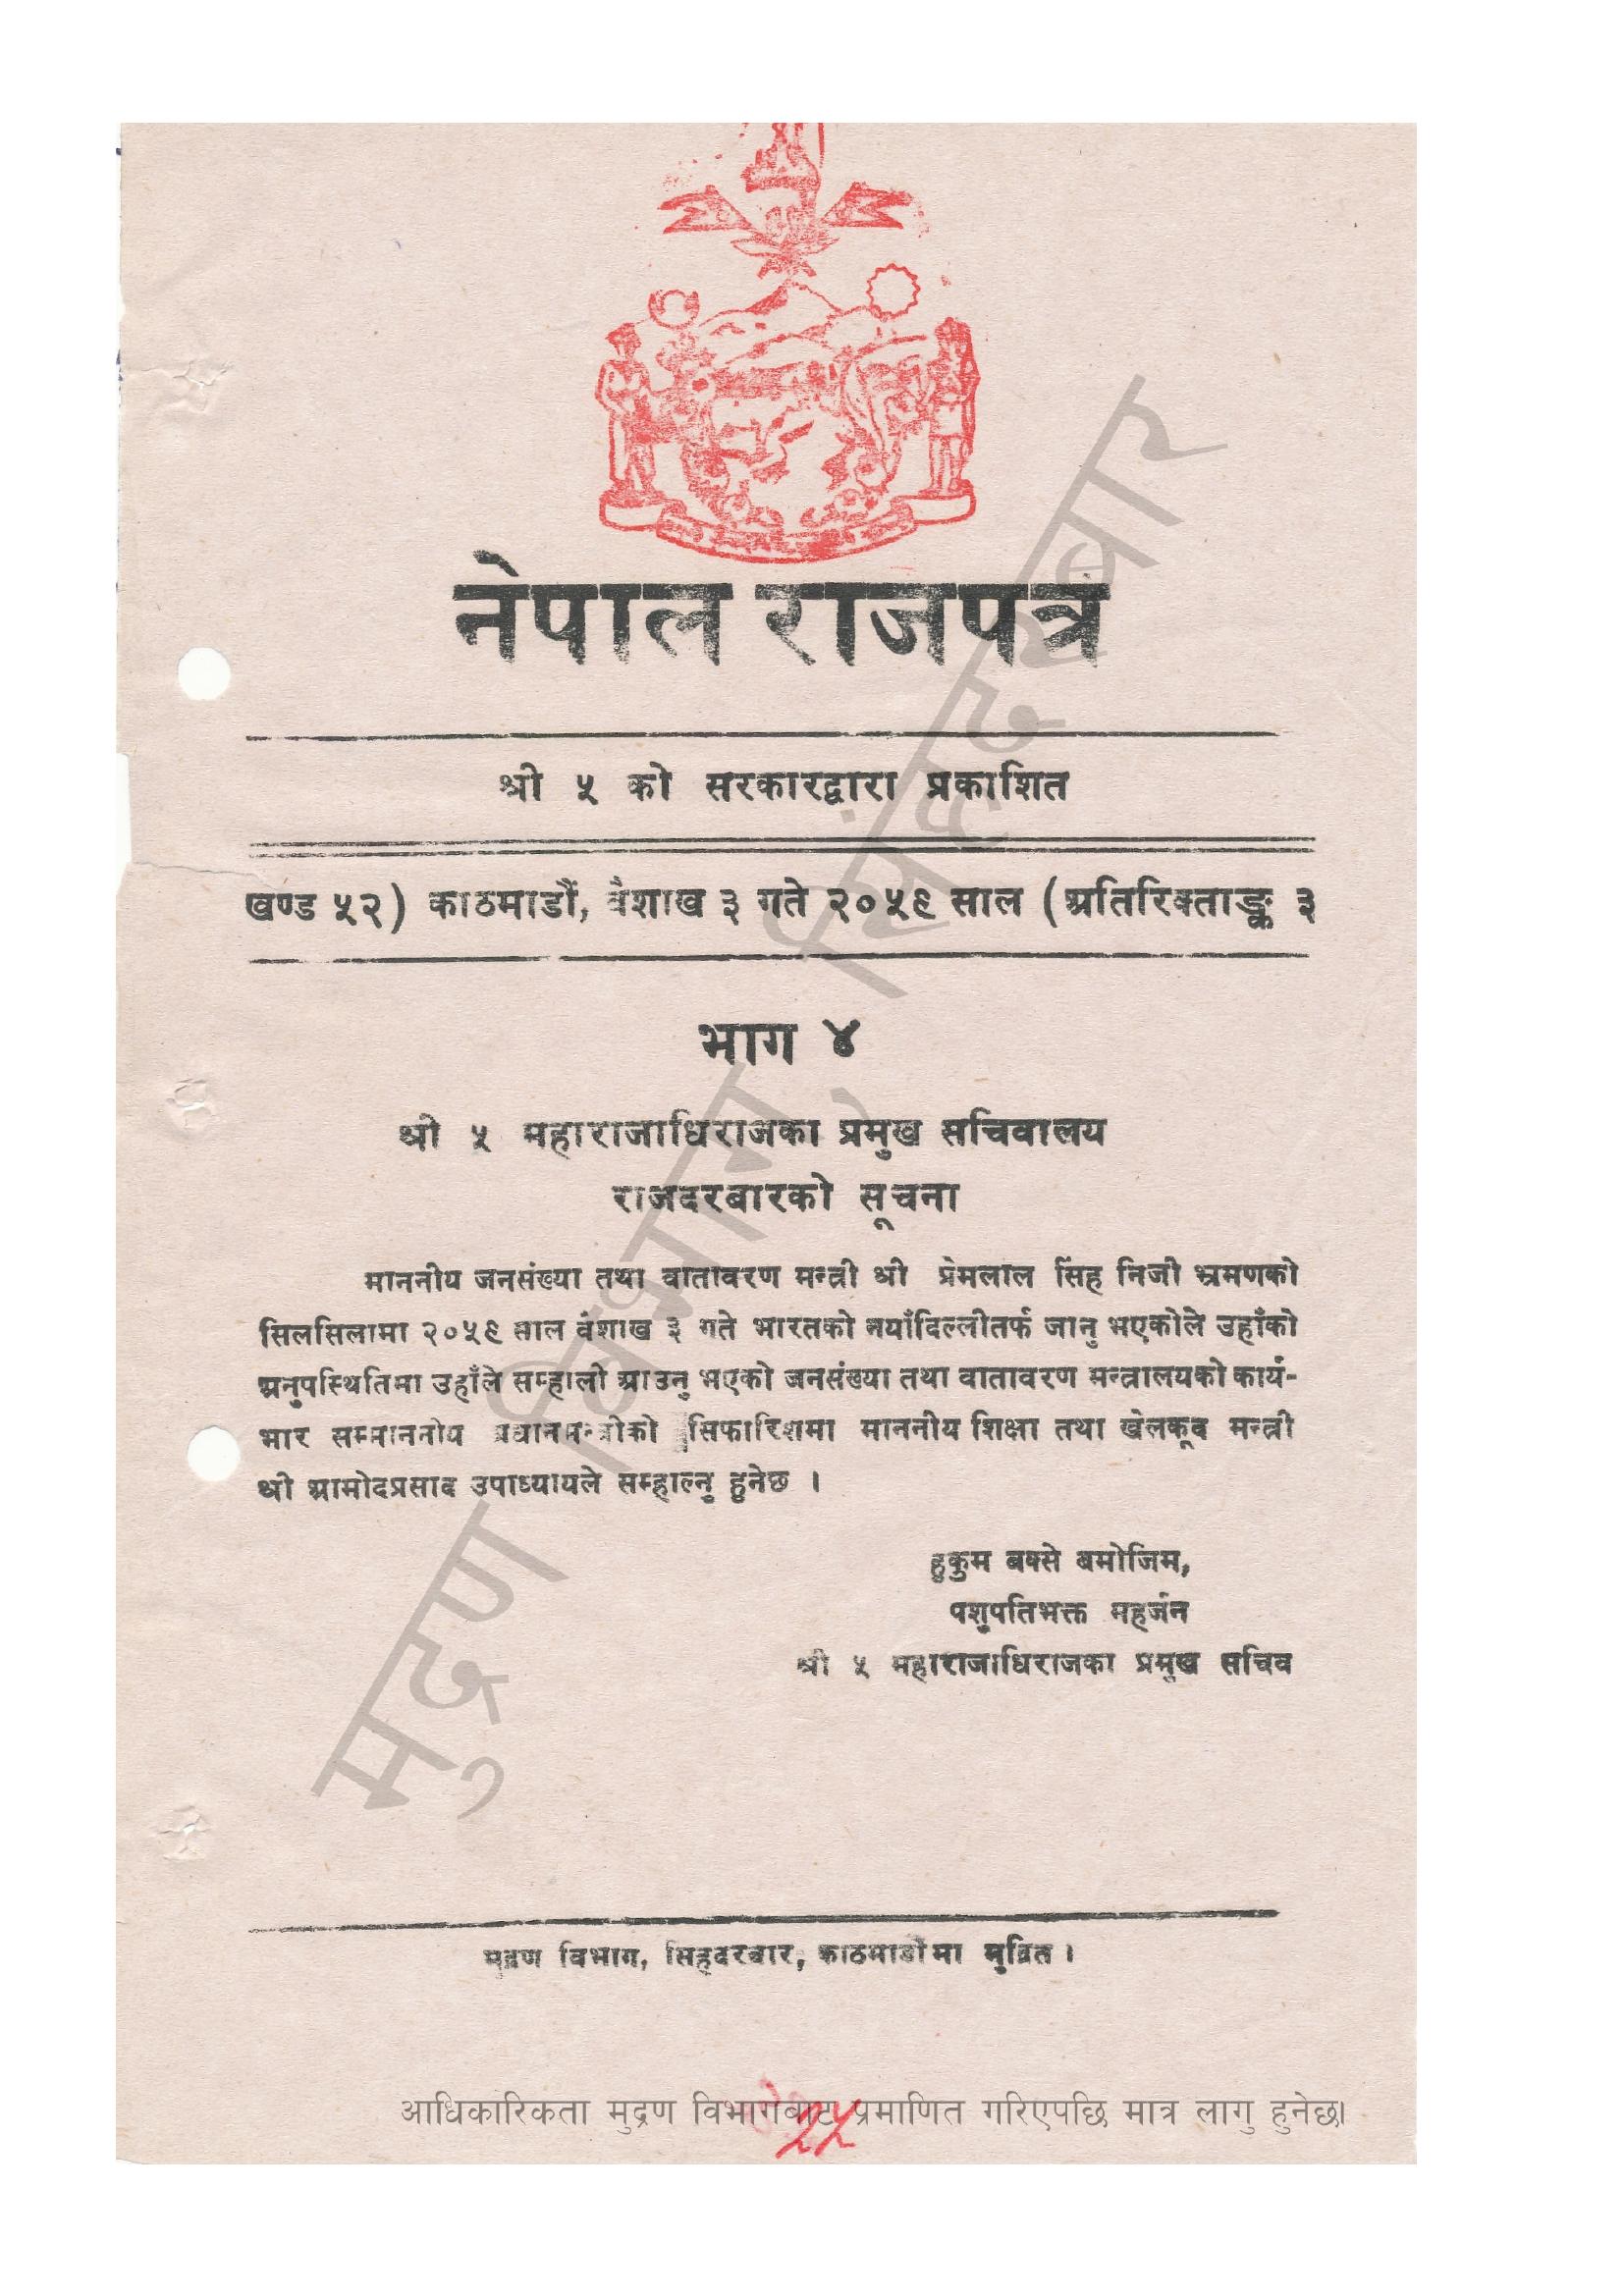 नेपाल राजपत्र
श्री ५ को सरकारद्वारा प्रकाशित
खण्ड ५२) काठमाडौं, वैशाख ३ गते २०५९ साल (अतिरिक्ताङ्क ३
भाग ४
श्री ५ महाराजाधिराजका प्रमुख सचिवालय
राजदरबारको सूचना
माननीय जनसंख्या तथा वातावरण मन्त्री श्री प्रेमलाल सिंह निजी भ्रमणको
सिलसिलामा २०५९ साल वैशाख ३ गते भारतको नयाँदिल्लीतर्फ जानु भएकोले उहाँको
अनुपस्थितिमा उहाँले सम्हाली आउनु भएको जनसंख्या तथा वातावरण मन्त्रालयको कार्य-
भार सम्माननीय प्रधानमन्त्रीको सिफारिशमा माननीय शिक्षा तथा खेलकूद मन्त्री
श्री आमोदप्रसाद उपाध्यायले सम्हाल्नु हुनेछ ।
हुकुम बक्से बमोजिम,
पशुपतिभक्त महर्जन
श्री ५ महाराजाधिराजका प्रमुख सचिव
मुद्रण विभाग, सिंहदरबार, काठमाडौंमा मुद्रित ।
मुद्रण विभाग, सिंहदरबार
आधिकारिकता मुद्रण विभागबाट प्रमाणित गरिएपछि मात्र लागु हुनेछ।
२५